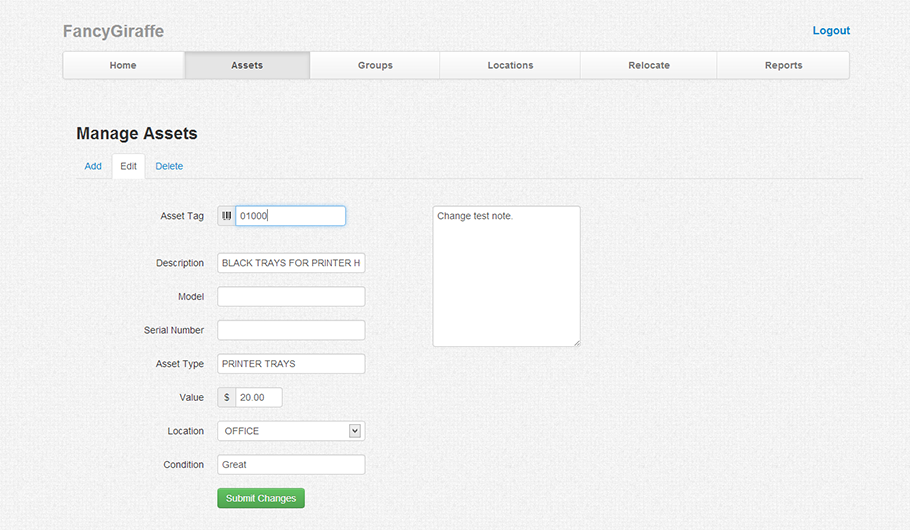 FancyGiraffe
Logout
Home Assets Groups Locations Relocate Reports
Manage Assets
Add Edit Delete
Asset Tag 01000
Change test note.
Description BLACK TRAYS FOR PRINTER H
Model
Serial Number
Asset Type PRINTER TRAYS
Value $ 20.00
Location OFFICE
Condition Great
Submit Changes